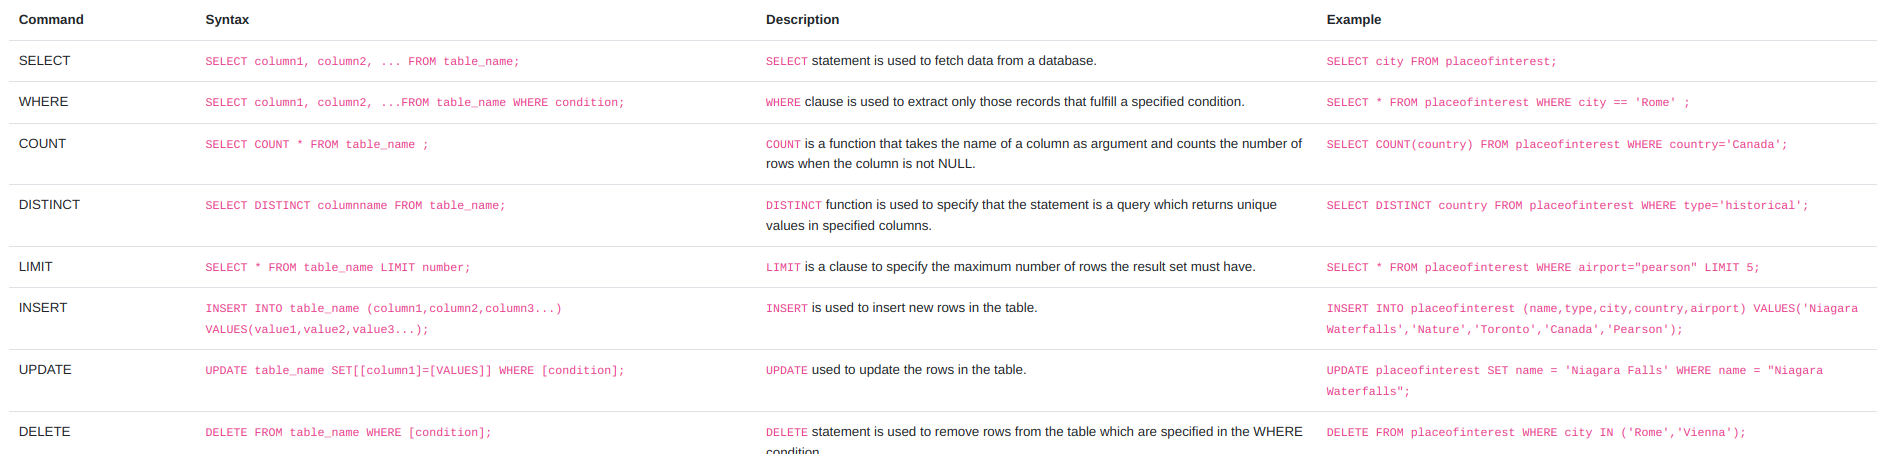 Command Syntax Description Example
SELECT SELECT column1, column2, ... FROM table_name; SELECT statement is used to fetch data from a database. SELECT city FROM placeofinterest;
WHERE SELECT column1, column2, ...FROM table_name WHERE condition; WHERE clause is used to extract only those records that fulfill a specified condition. SELECT * FROM placeofinterest WHERE city == 'Rome' ;
COUNT SELECT COUNT * FROM table_name ; COUNT is a function that takes the name of a column as argument and counts the number of SELECT COUNT(country) FROM placeofinterest WHERE country='Canada';
rows when the column is not NULL.
DISTINCT SELECT DISTINCT columnname FROM table_name; DISTINCT function is used to specify that the statement is a query which returns unique SELECT DISTINCT country FROM placeofinterest WHERE type='historical';
values in specified columns.
LIMIT SELECT * FROM table_name LIMIT number; LIMIT is a clause to specify the maximum number of rows the result set must have. SELECT * FROM placeofinterest WHERE airport="pearson" LIMIT 5;
INSERT INSERT INTO table_name (column1,column2,column3...) INSERT is used to insert new rows in the table. INSERT INTO placeofinterest (name,type,city,country,airport) VALUES('Niagara
VALUES(value1,value2,value3...); Waterfalls','Nature','Toronto','Canada','Pearson');
UPDATE UPDATE table_name SET[[column1]=[VALUES]] WHERE [condition]; UPDATE used to update the rows in the table. UPDATE placeofinterest SET name = 'Niagara Falls' WHERE name = "Niagara
Waterfalls";
DELETE DELETE FROM table_name WHERE [condition]; DELETE statement is used to remove rows from the table which are specified in the WHERE DELETE FROM placeofinterest WHERE city IN ('Rome','Vienna');
condition